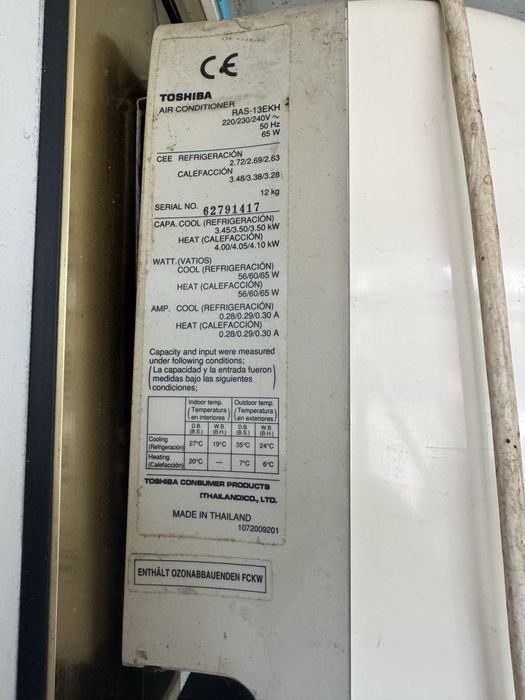 CE
TOSHIBA
AIR CONDITIONER
RAS-13EKH
220/230/240V ~
50 Hz
65 W
CEE REFRIGERACIÓN
2.72/2.69/2.63
CALEFACCIÓN
3.48/3.38/3.28
12 kg
SERIAL NO. 62791417
CAPA. COOL (REFRIGERACIÓN)
3.45/3.50/3.50 kW
HEAT (CALEFACCIÓN)
4.00/4.05/4.10 kW
WATT.(VATIOS)
COOL (REFRIGERACIÓN)
56/60/65 W
HEAT (CALEFACCIÓN)
56/60/65 W
AMP. COOL (REFRIGERACIÓN)
0.28/0.29/0.30 A
HEAT (CALEFACCIÓN)
0.28/0.29/0.30 A
Capacity and input were measured
under following conditions;
(La capacidad y la entrada fueron
medidas bajo las siguientes
condiciones;)
Indoor temp. Outdoor temp.
(Temperatura en interiores) (Temperatura en exteriores)
D.B. W.B. D.B. W.B.
(B.S.) (B.H.) (B.S.) (B.H.)
Cooling (Refrigeración) 27°C 19°C 35°C 24°C
Heating (Calefacción) 20°C — 7°C 6°C
TOSHIBA CONSUMER PRODUCTS
(THAILAND)CO., LTD.
MADE IN THAILAND
1072009201
ENTHÄLT OZONABBAUENDEN FCKW